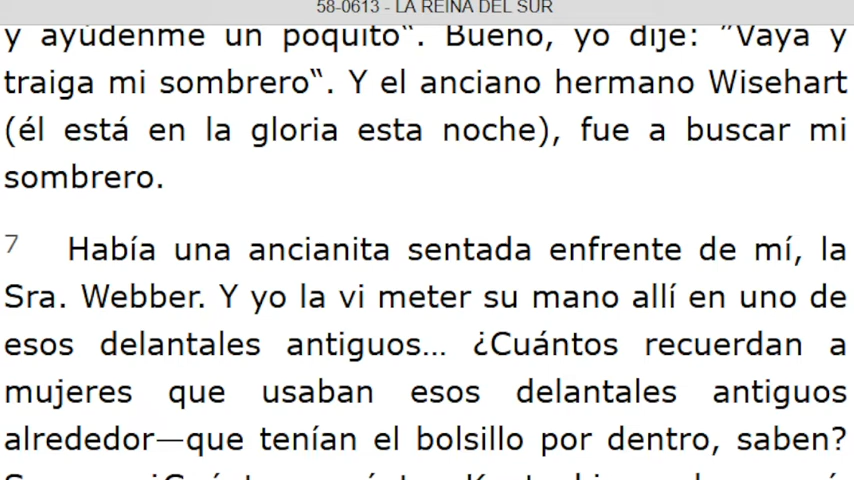 58-0613 - LA REINA DEL SUR
y ayúdenme un poquito“. Bueno, yo dije: ”Vaya y
traiga mi sombrero“. Y el anciano hermano Wisehart
(él está en la gloria esta noche), fue a buscar mi
sombrero.
7 Había una ancianita sentada enfrente de mí, la
Sra. Webber. Y yo la vi meter su mano allí en uno de
esos delantales antiguos… ¿Cuántos recuerdan a
mujeres que usaban esos delantales antiguos
alrededor—que tenían el bolsillo por dentro, saben?